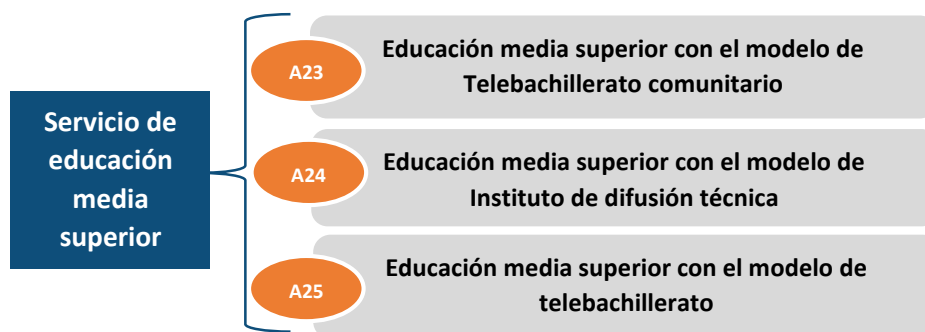 Servicio de
educación
media
superior
A23
Educación media superior con el modelo de
Telebachillerato comunitario
A24
Educación media superior con el modelo de
Instituto de difusión técnica
A25
Educación media superior con el modelo de
telebachillerato